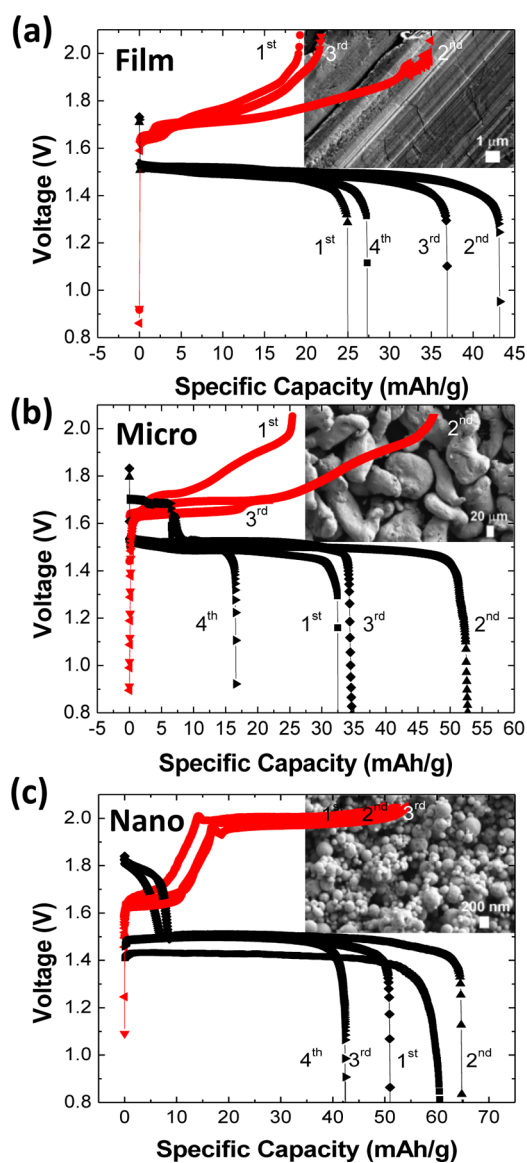 (a)
Film
1st
3rd
2nd
1 µm
2.0
1.8
1.6
1.4
1.2
1.0
0.8
Voltage (V)
1st
4th
3rd
2nd
-5 0 5 10 15 20 25 30 35 40 45
Specific Capacity (mAh/g)
(b)
Micro
1st
2nd
3rd
20 µm
2.0
1.8
1.6
1.4
1.2
1.0
0.8
Voltage (V)
4th
1st
3rd
2nd
-5 0 5 10 15 20 25 30 35 40 45 50 55 60
Specific Capacity (mAh/g)
(c)
Nano
1st
2nd
3rd
200 nm
2.0
1.8
1.6
1.4
1.2
1.0
0.8
Voltage (V)
4th
3rd
1st
2nd
0 10 20 30 40 50 60 70
Specific Capacity (mAh/g)